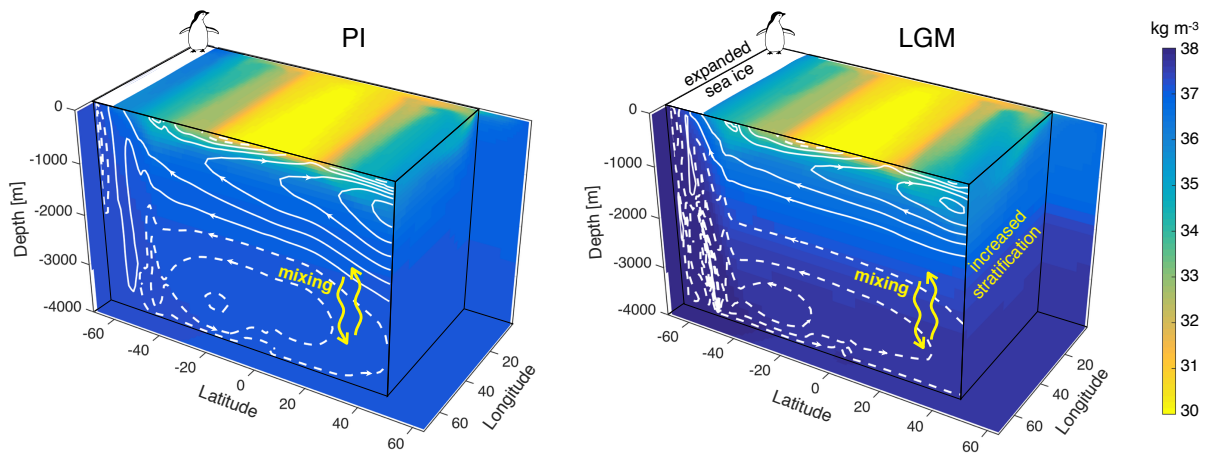 PI
0
-1000
-2000
-3000
-4000
Depth [m]
-60
-40
-20
0
20
40
60
Latitude
60
40
20
Longitude
mixing
LGM
expanded
sea ice
0
-1000
-2000
-3000
-4000
Depth [m]
-60
-40
-20
0
20
40
60
Latitude
60
40
20
Longitude
mixing
increased
stratification
kg m-3
38
37
36
35
34
33
32
31
30